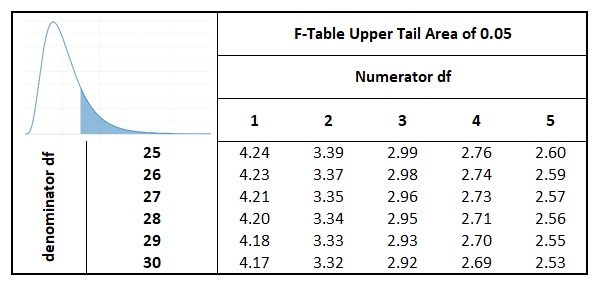 F-Table Upper Tail Area of 0.05
Numerator df
1 2 3 4 5
denominator df
25 4.24 3.39 2.99 2.76 2.60
26 4.23 3.37 2.98 2.74 2.59
27 4.21 3.35 2.96 2.73 2.57
28 4.20 3.34 2.95 2.71 2.56
29 4.18 3.33 2.93 2.70 2.55
30 4.17 3.32 2.92 2.69 2.53